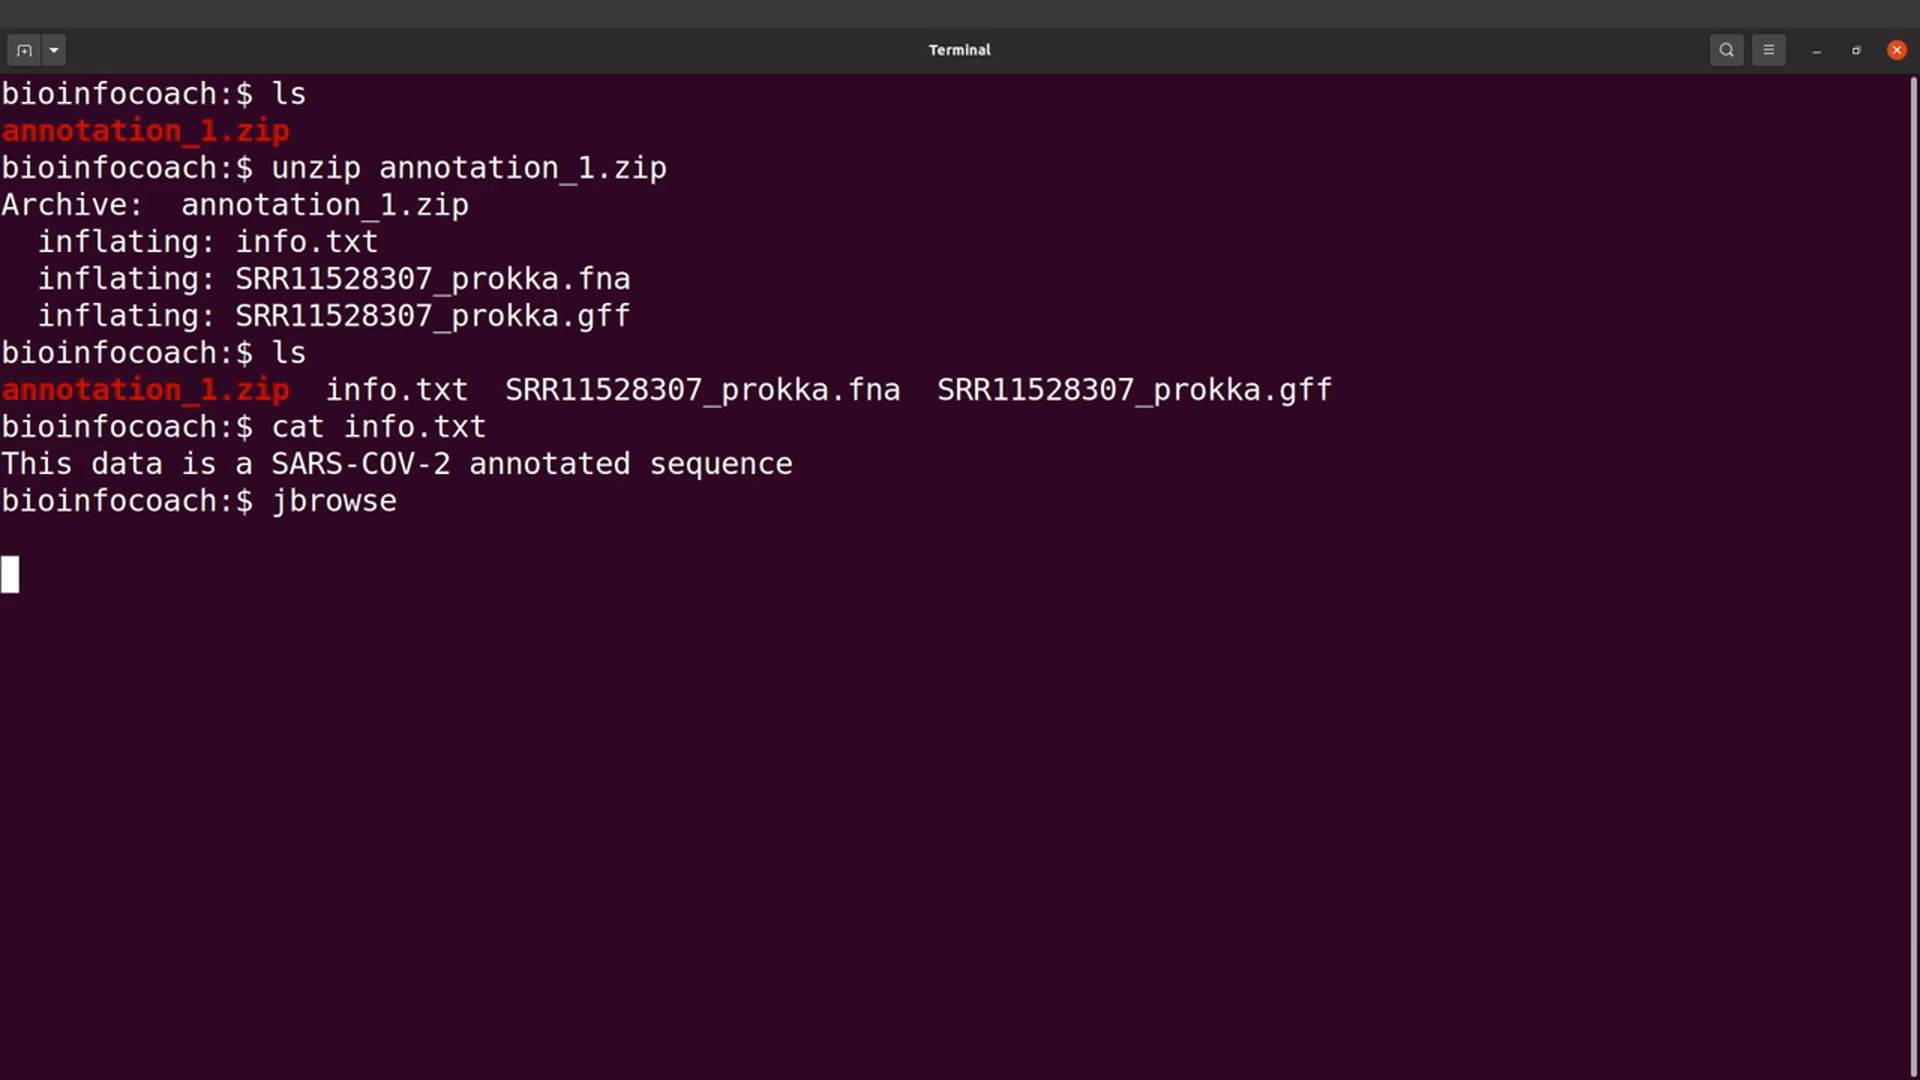 Terminal
bioinfocoach:$ ls
annotation_1.zip
bioinfocoach:$ unzip annotation_1.zip
Archive:  annotation_1.zip
  inflating: info.txt
  inflating: SRR11528307_prokka.fna
  inflating: SRR11528307_prokka.gff
bioinfocoach:$ ls
annotation_1.zip  info.txt  SRR11528307_prokka.fna  SRR11528307_prokka.gff
bioinfocoach:$ cat info.txt
This data is a SARS-COV-2 annotated sequence
bioinfocoach:$ jbrowse